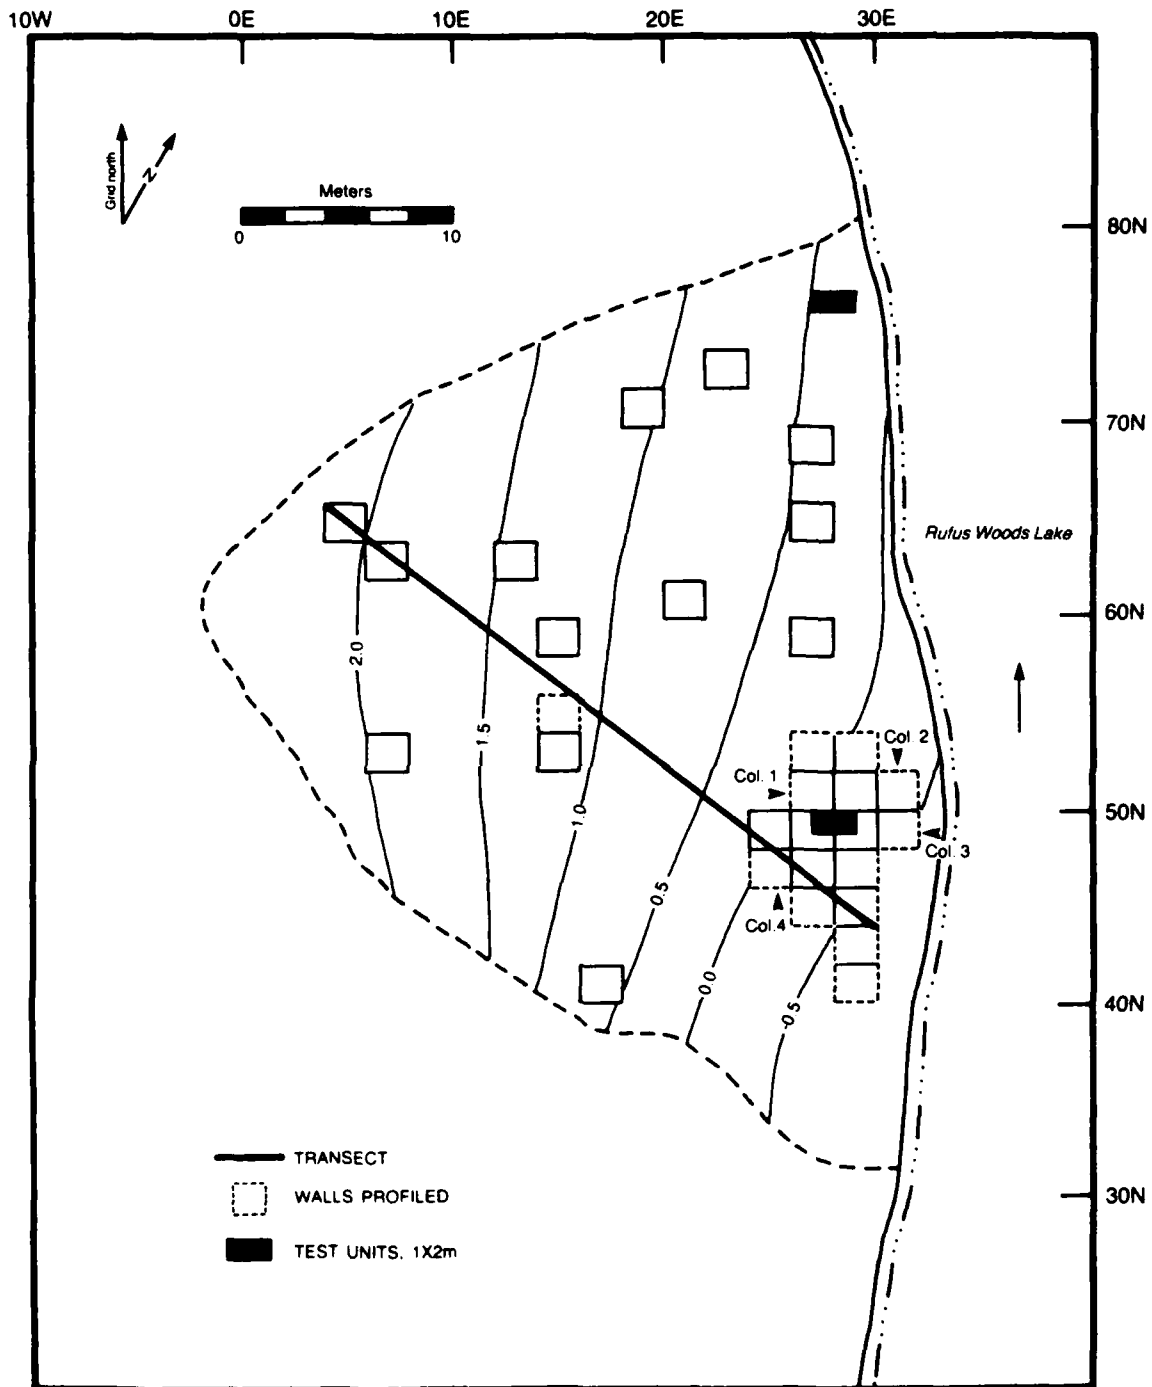 10W 0E 10E 20E 30E
Grid north
N
Meters
0 10
80N
70N
Rufus Woods Lake
60N
2.0
1.5
Col. 2
Col. 1
50N
1.0
Col. 3
0.5
Col.4
0.0
-0.5
40N
TRANSECT
WALLS PROFILED
30N
TEST UNITS, 1X2m